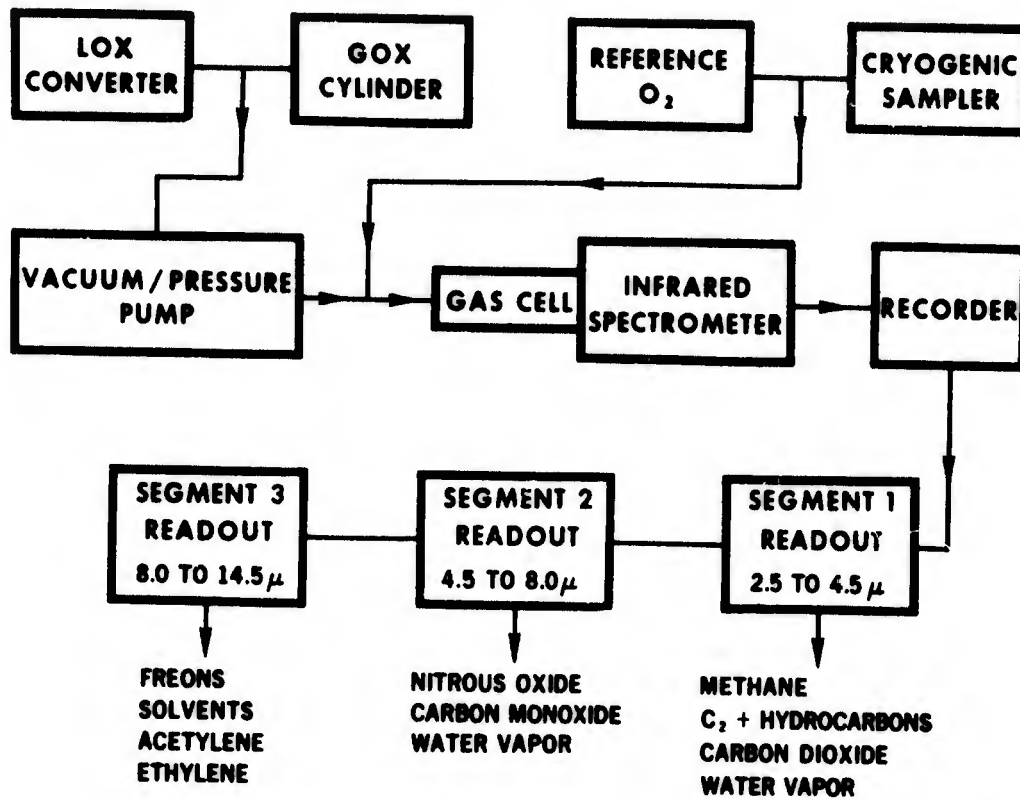 LOX
CONVERTER
GOX
CYLINDER
REFERENCE
O₂
CRYOGENIC
SAMPLER
VACUUM / PRESSURE
PUMP
GAS CELL
INFRARED
SPECTROMETER
RECORDER
SEGMENT 3
READOUT
8.0 TO 14.5 μ
SEGMENT 2
READOUT
4.5 TO 8.0 μ
SEGMENT 1
READOUT
2.5 TO 4.5 μ
FREONS
SOLVENTS
ACETYLENE
ETHYLENE
NITROUS OXIDE
CARBON MONOXIDE
WATER VAPOR
METHANE
C₂ + HYDROCARBONS
CARBON DIOXIDE
WATER VAPOR